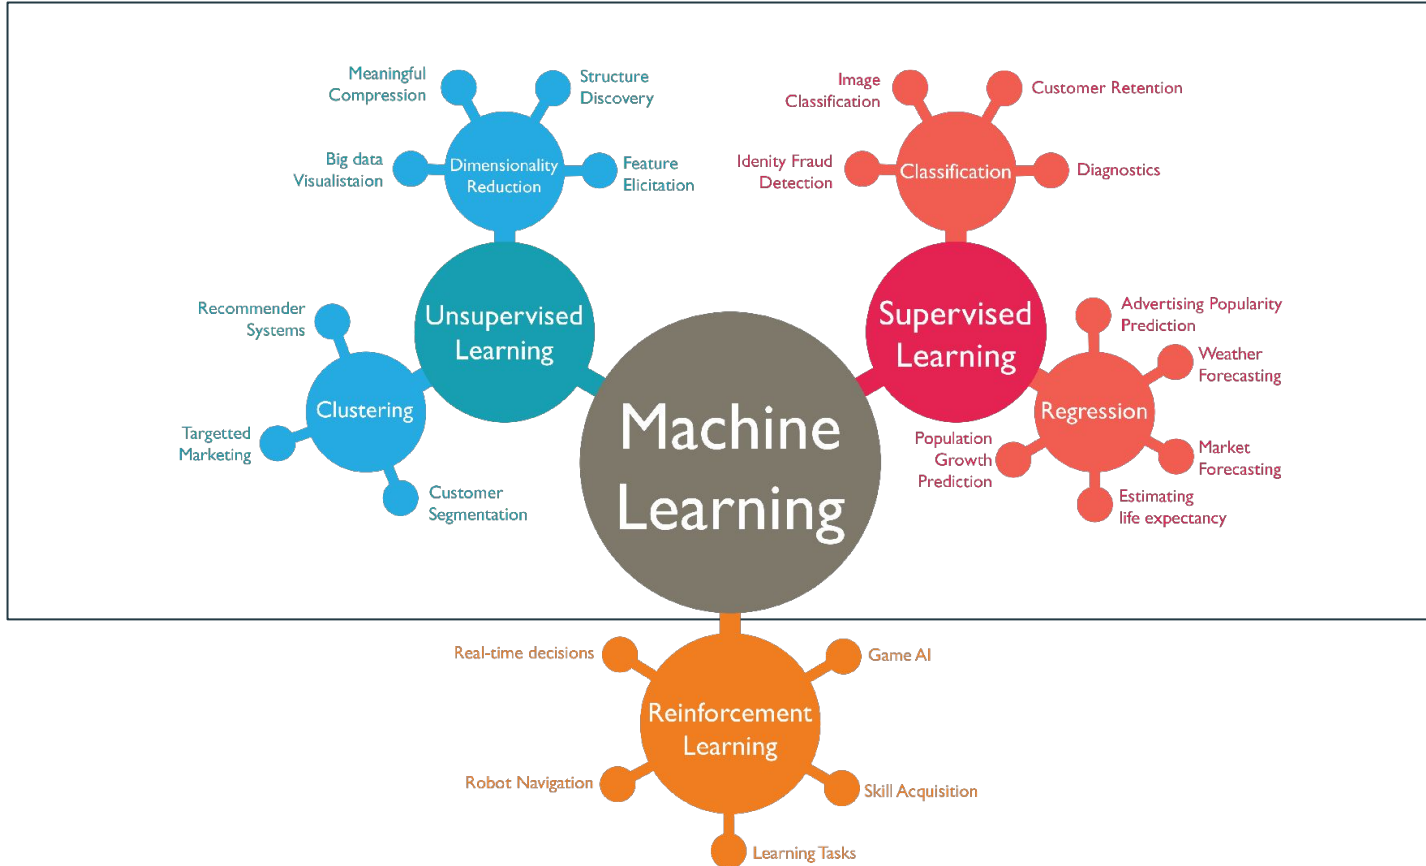 Meaningful
Compression
Structure
Discovery
Big data
Visualistaion
Dimensionality
Reduction
Feature
Elicitation
Image
Classification
Customer Retention
Idenity Fraud
Detection
Classification
Diagnostics
Unsupervised
Learning
Recommender
Systems
Clustering
Targetted
Marketing
Customer
Segmentation
Machine
Learning
Supervised
Learning
Advertising Popularity
Prediction
Weather
Forecasting
Regression
Population
Growth
Prediction
Market
Forecasting
Estimating
life expectancy
Real-time decisions
Game AI
Reinforcement
Learning
Robot Navigation
Skill Acquisition
Learning Tasks